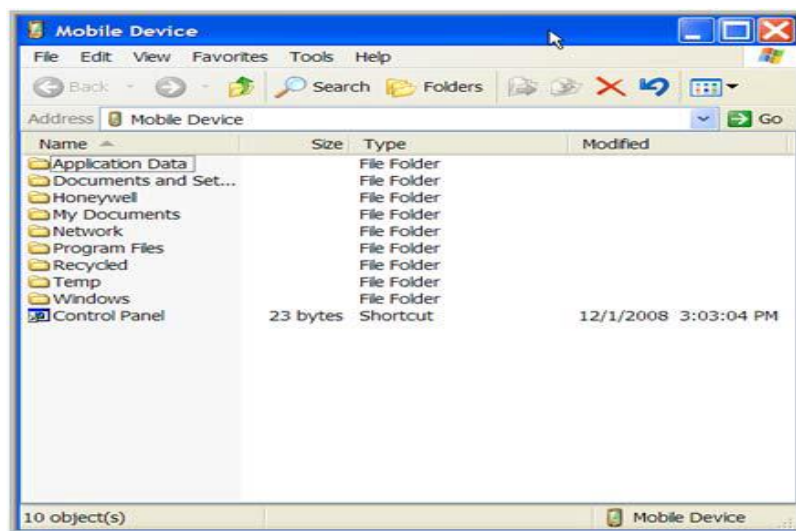 Mobile Device
File Edit View Favorites Tools Help
Back Search Folders
Address Mobile Device Go
Name Size Type Modified
Application Data File Folder
Documents and Set... File Folder
Honeywell File Folder
My Documents File Folder
Network File Folder
Program Files File Folder
Recycled File Folder
Temp File Folder
Windows File Folder
Control Panel 23 bytes Shortcut 12/1/2008 3:03:04 PM
10 object(s) Mobile Device